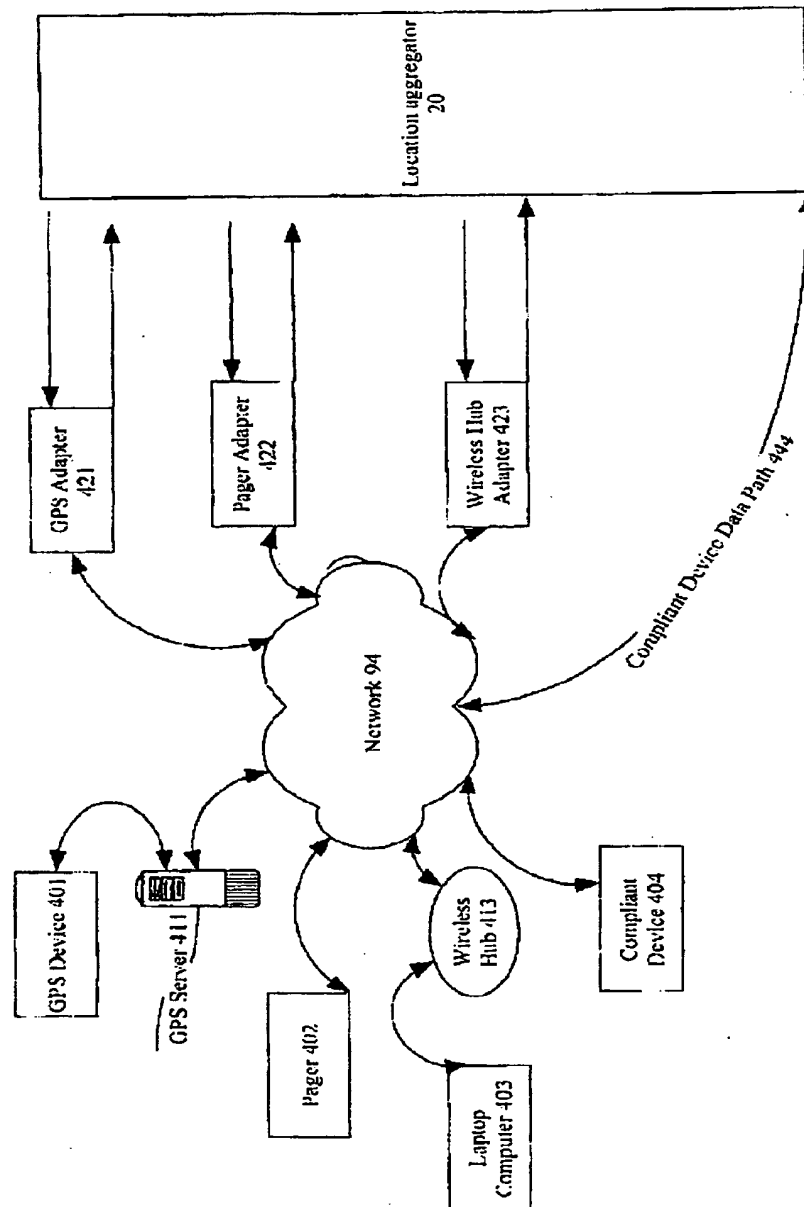 Location aggregator
20
GPS Adapter
421
Pager Adapter
422
Wireless Hub
Adapter 423
Compliant Device Data Path 444
Network 94
GPS Device 401
GPS Server 411
Pager 402
Wireless
Hub 413
Laptop
Computer 403
Compliant
Device 404